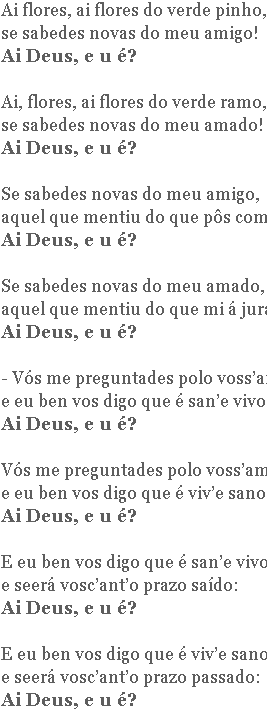 Ai flores, ai flores do verde pinho,
se sabedes novas do meu amigo!
Ai Deus, e u é?
Ai, flores, ai flores do verde ramo,
se sabedes novas do meu amado!
Ai Deus, e u é?
Se sabedes novas do meu amigo,
aquel que mentiu do que pôs com
Ai Deus, e u é?
Se sabedes novas do meu amado,
aquel que mentiu do que mi á jura
Ai Deus, e u é?
- Vós me preguntades polo voss'a
e eu ben vos digo que é san'e vivo
Ai Deus, e u é?
Vós me preguntades polo voss'am
e eu ben vos digo que é viv'e sano
Ai Deus, e u é?
E eu ben vos digo que é san'e vivo
e seerá vosc'ant'o prazo saído:
Ai Deus, e u é?
E eu ben vos digo que é viv'e sano
e seerá vosc'ant'o prazo passado:
Ai Deus, e u é?